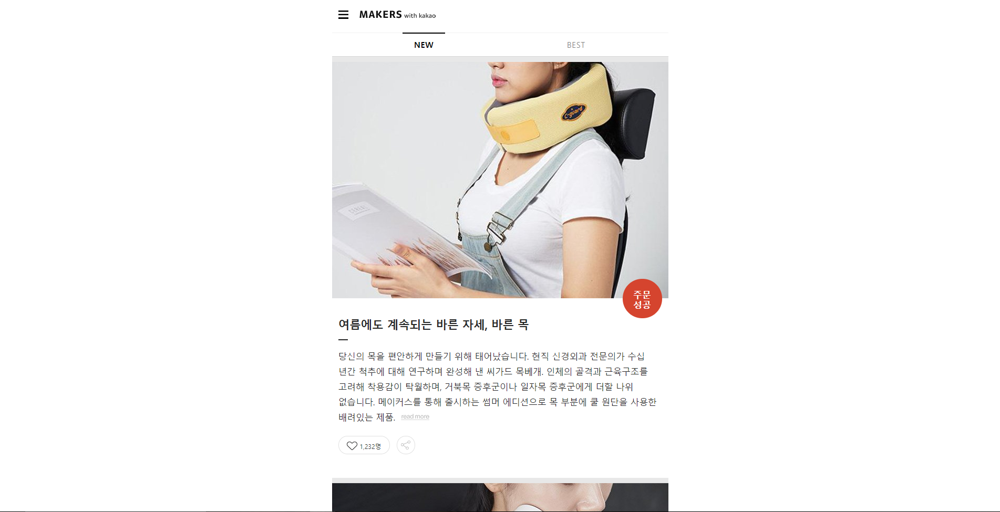 MAKERS with kakao
NEW
BEST
C-guard
CEREAL
주문
성공
여름에도 계속되는 바른 자세, 바른 목
당신의 목을 편안하게 만들기 위해 태어났습니다. 현직 신경외과 전문의가 수십
년간 척추에 대해 연구하며 완성해 낸 씨가드 목베개. 인체의 골격과 근육구조를
고려해 착용감이 탁월하며, 거북목 증후군이나 일자목 증후군에게 더할 나위
없습니다. 메이커스를 통해 출시하는 썸머 에디션으로 목 부분에 쿨 원단을 사용한
배려있는 제품. read more
1,232명